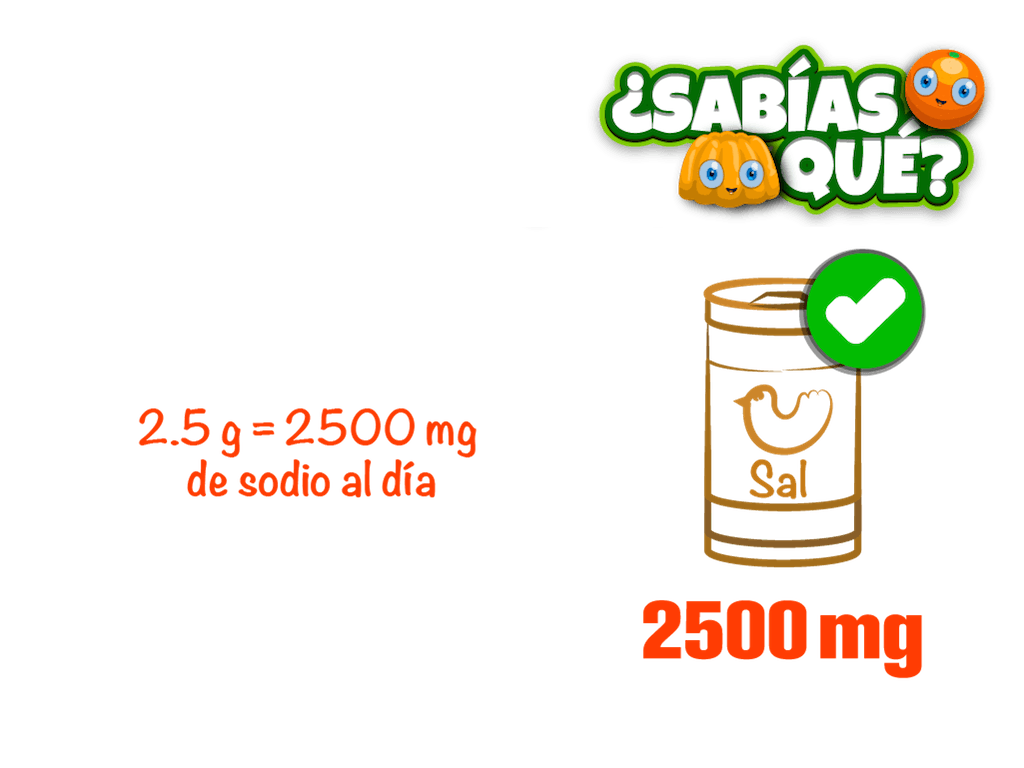 ¿SABÍAS
QUÉ?
2.5 g = 2500 mg
de sodio al día
Sal
2500 mg